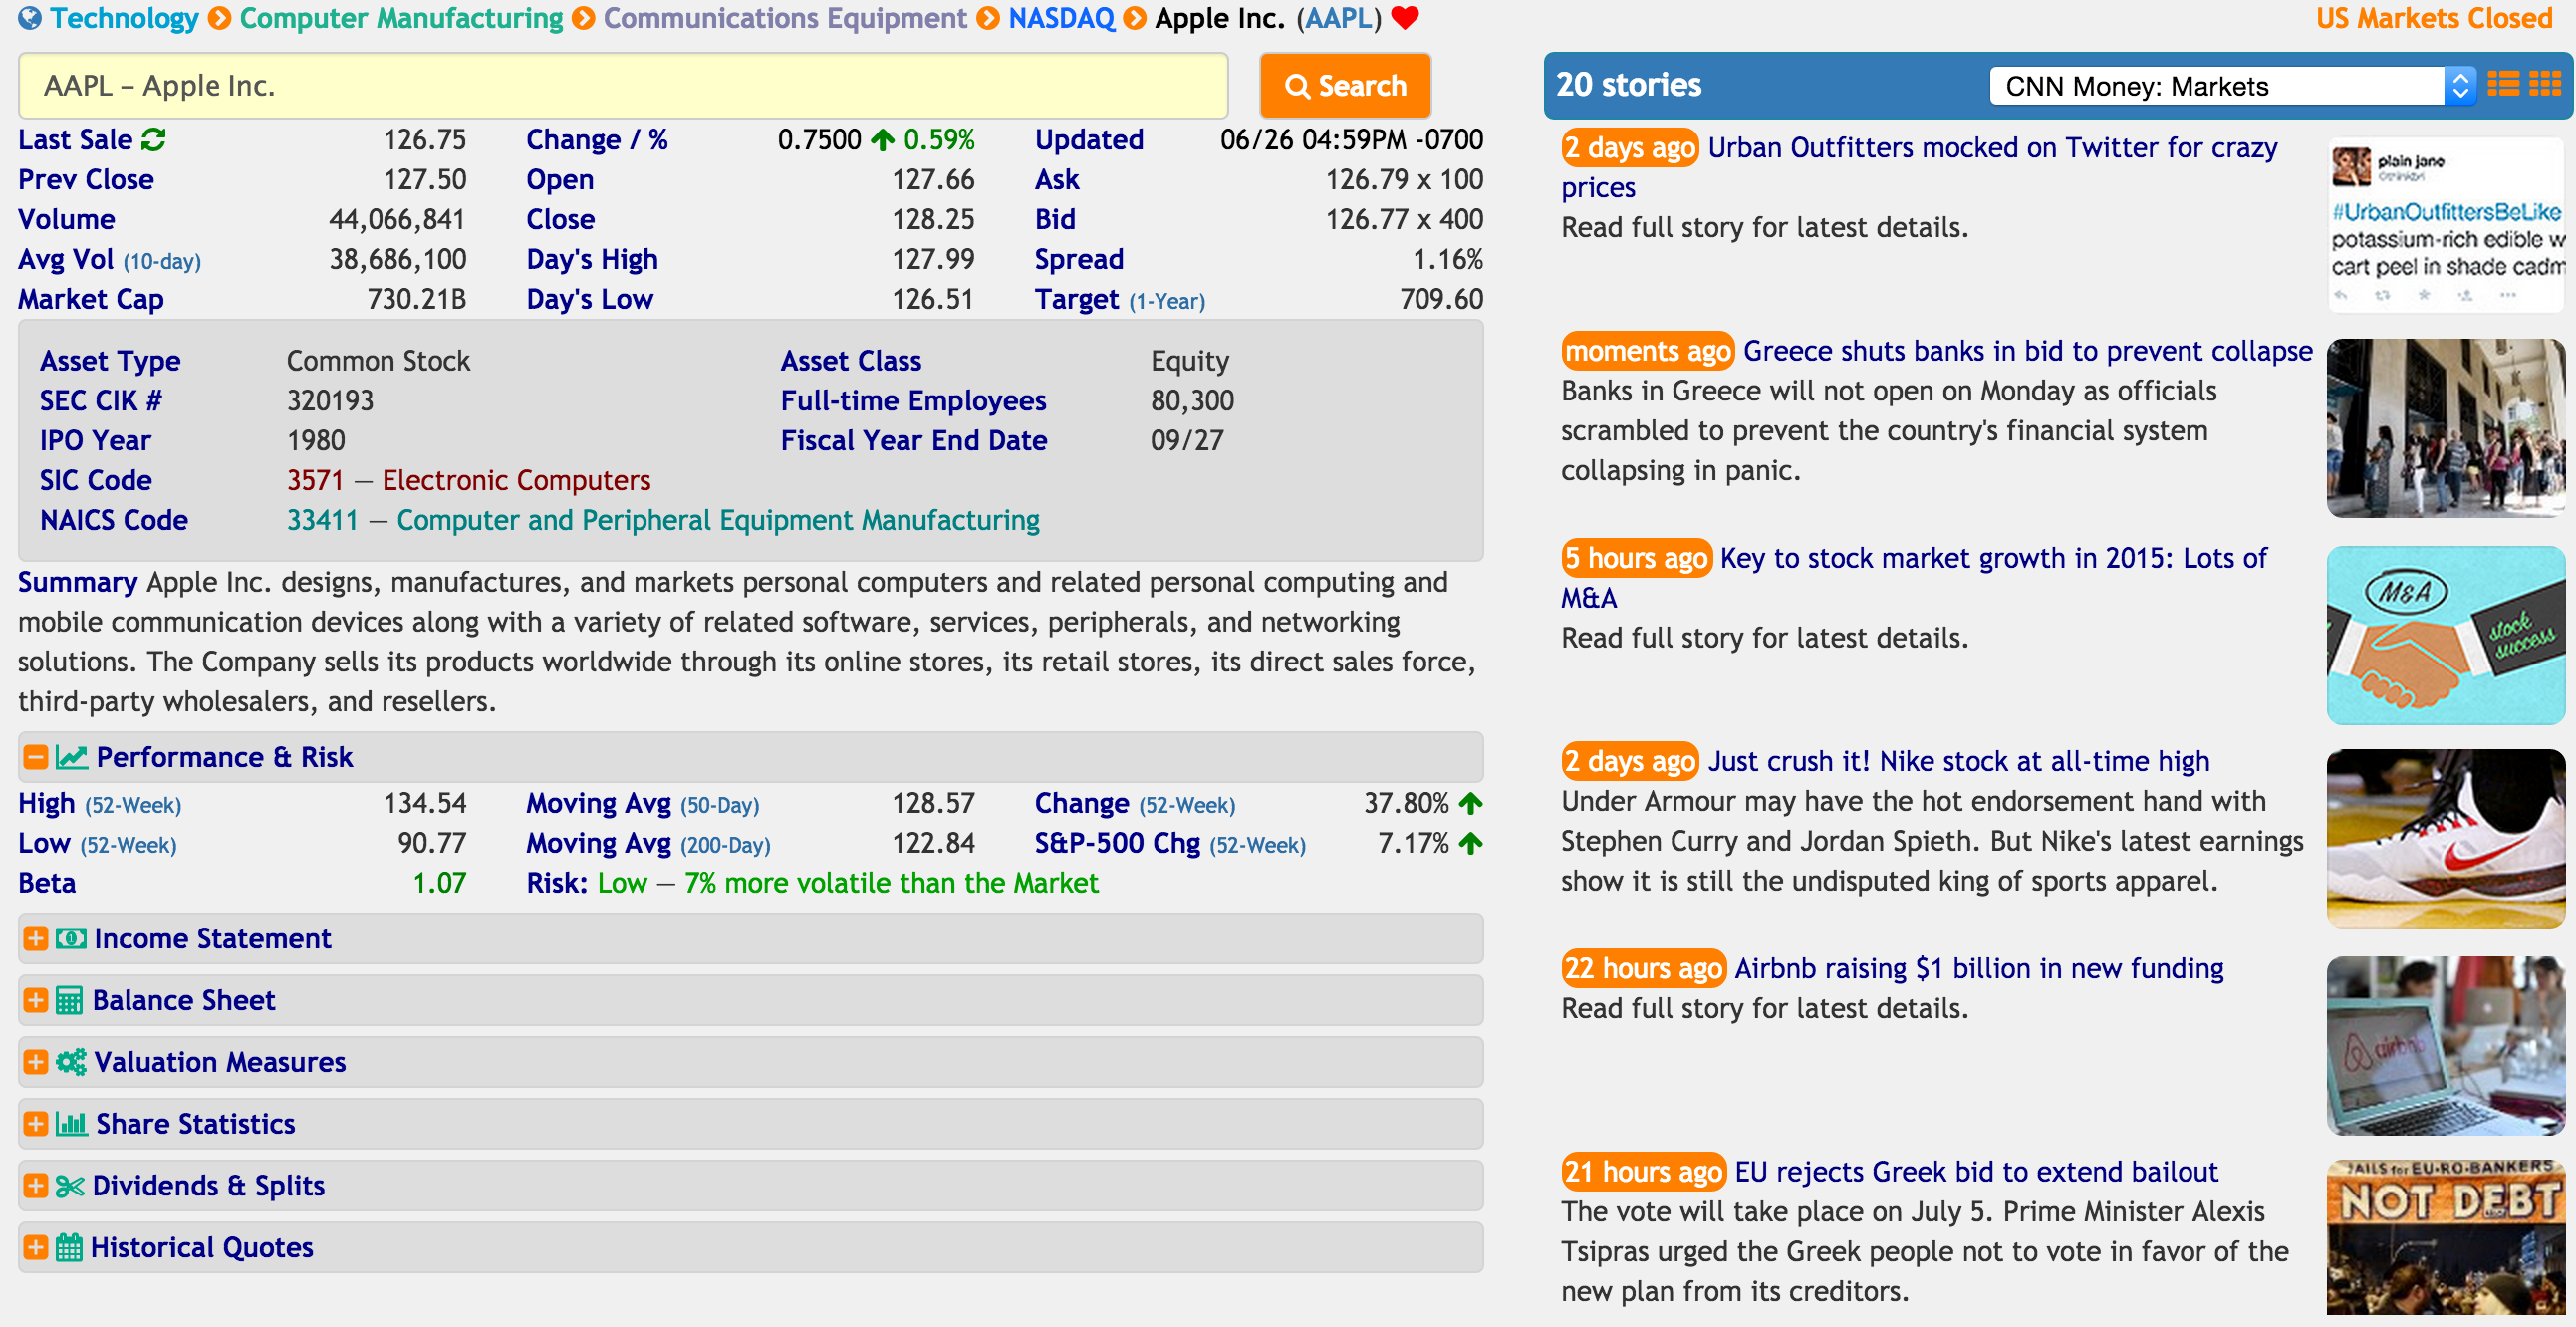 Technology Computer Manufacturing Communications Equipment NASDAQ Apple Inc. (AAPL)
US Markets Closed
AAPL – Apple Inc.
Search
Last Sale 126.75 Change / % 0.7500 0.59% Updated 06/26 04:59PM -0700
Prev Close 127.50 Open 127.66 Ask 126.79 x 100
Volume 44,066,841 Close 128.25 Bid 126.77 x 400
Avg Vol (10-day) 38,686,100 Day's High 127.99 Spread 1.16%
Market Cap 730.21B Day's Low 126.51 Target (1-Year) 709.60
Asset Type Common Stock Asset Class Equity
SEC CIK # 320193 Full-time Employees 80,300
IPO Year 1980 Fiscal Year End Date 09/27
SIC Code 3571 — Electronic Computers
NAICS Code 33411 — Computer and Peripheral Equipment Manufacturing
Summary Apple Inc. designs, manufactures, and markets personal computers and related personal computing and
mobile communication devices along with a variety of related software, services, peripherals, and networking
solutions. The Company sells its products worldwide through its online stores, its retail stores, its direct sales force,
third-party wholesalers, and resellers.
Performance & Risk
High (52-Week) 134.54 Moving Avg (50-Day) 128.57 Change (52-Week) 37.80%
Low (52-Week) 90.77 Moving Avg (200-Day) 122.84 S&P-500 Chg (52-Week) 7.17%
Beta 1.07 Risk: Low — 7% more volatile than the Market
Income Statement
Balance Sheet
Valuation Measures
Share Statistics
Dividends & Splits
Historical Quotes
20 stories
CNN Money: Markets
2 days ago Urban Outfitters mocked on Twitter for crazy
prices
Read full story for latest details.
plain jane
#UrbanOutfittersBeLike
potassium-rich edible w
cart peel in shade cadm
moments ago Greece shuts banks in bid to prevent collapse
Banks in Greece will not open on Monday as officials
scrambled to prevent the country's financial system
collapsing in panic.
5 hours ago Key to stock market growth in 2015: Lots of
M&A
Read full story for latest details.
M&A
stock
success
2 days ago Just crush it! Nike stock at all-time high
Under Armour may have the hot endorsement hand with
Stephen Curry and Jordan Spieth. But Nike's latest earnings
show it is still the undisputed king of sports apparel.
22 hours ago Airbnb raising $1 billion in new funding
Read full story for latest details.
airbnb
21 hours ago EU rejects Greek bid to extend bailout
The vote will take place on July 5. Prime Minister Alexis
Tsipras urged the Greek people not to vote in favor of the
new plan from its creditors.
JAILS for EU-RO-BANKERS
NOT DEBT